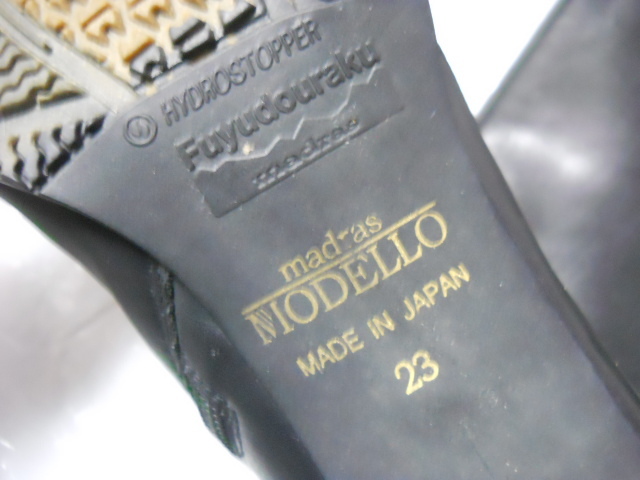 HYDROSTOPPER
Fuyudouraku
madras
madras
MODELLO
MADE IN JAPAN
23